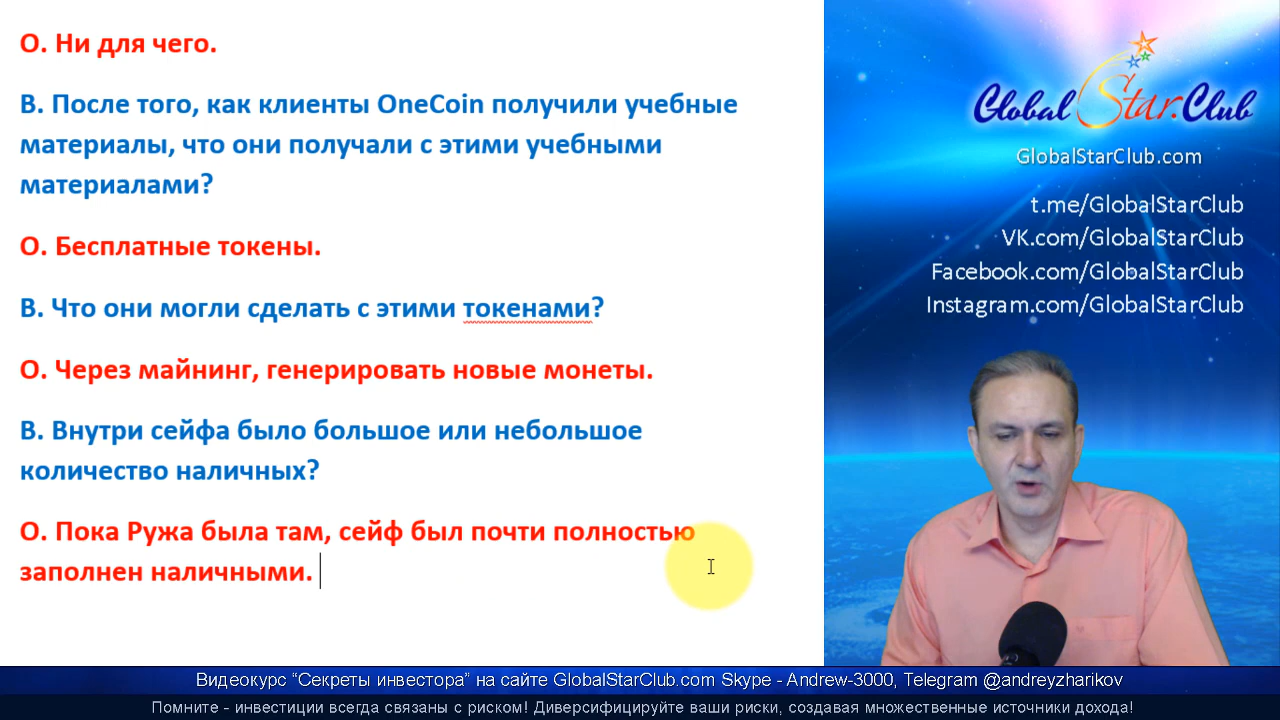 О. Ни для чего.
В. После того, как клиенты OneCoin получили учебные
материалы, что они получали с этими учебными
материалами?
О. Бесплатные токены.
В. Что они могли сделать с этими токенами?
О. Через майнинг, генерировать новые монеты.
В. Внутри сейфа было большое или небольшое
количество наличных?
О. Пока Ружа была там, сейф был почти полностью
заполнен наличными.
Global Star.Club
GlobalStarClub.com
t.me/GlobalStarClub
VK.com/GlobalStarClub
Facebook.com/GlobalStarClub
Instagram.com/GlobalStarClub
Видеокурс “Секреты инвестора” на сайте GlobalStarClub.com Skype - Andrew-3000, Telegram @andreyzharikov
Помните - инвестиции всегда связаны с риском! Диверсифицируйте ваши риски, создавая множественные источники дохода!